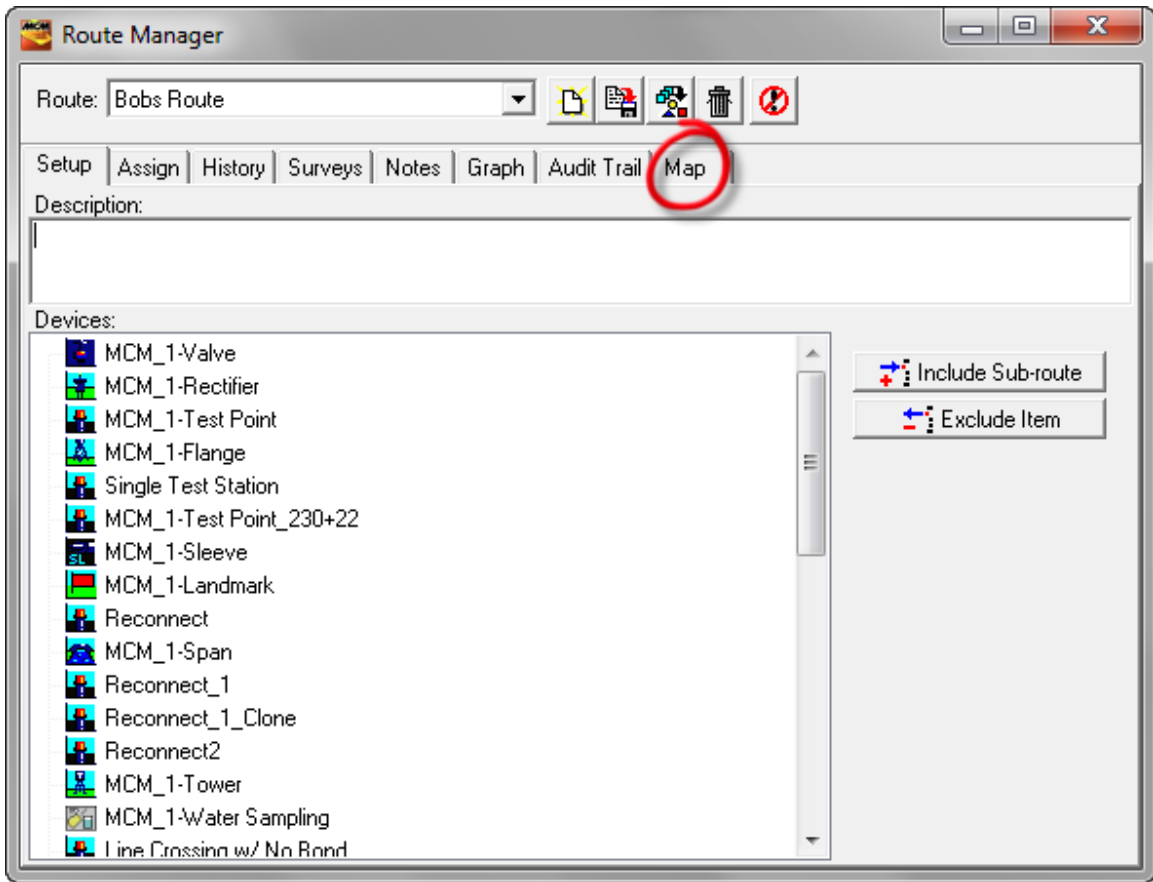 MCM Route Manager
Route: Bobs Route
Setup Assign History Surveys Notes Graph Audit Trail Map
Description:
Devices:
MCM_1-Valve
MCM_1-Rectifier
Include Sub-route
MCM_1-Test Point
Exclude Item
MCM_1-Flange
Single Test Station
MCM_1-Test Point_230+22
SL MCM_1-Sleeve
MCM_1-Landmark
Reconnect
MCM_1-Span
Reconnect_1
Reconnect_1_Clone
Reconnect2
MCM_1-Tower
MCM_1-Water Sampling
Line Crossing w/ No Bond